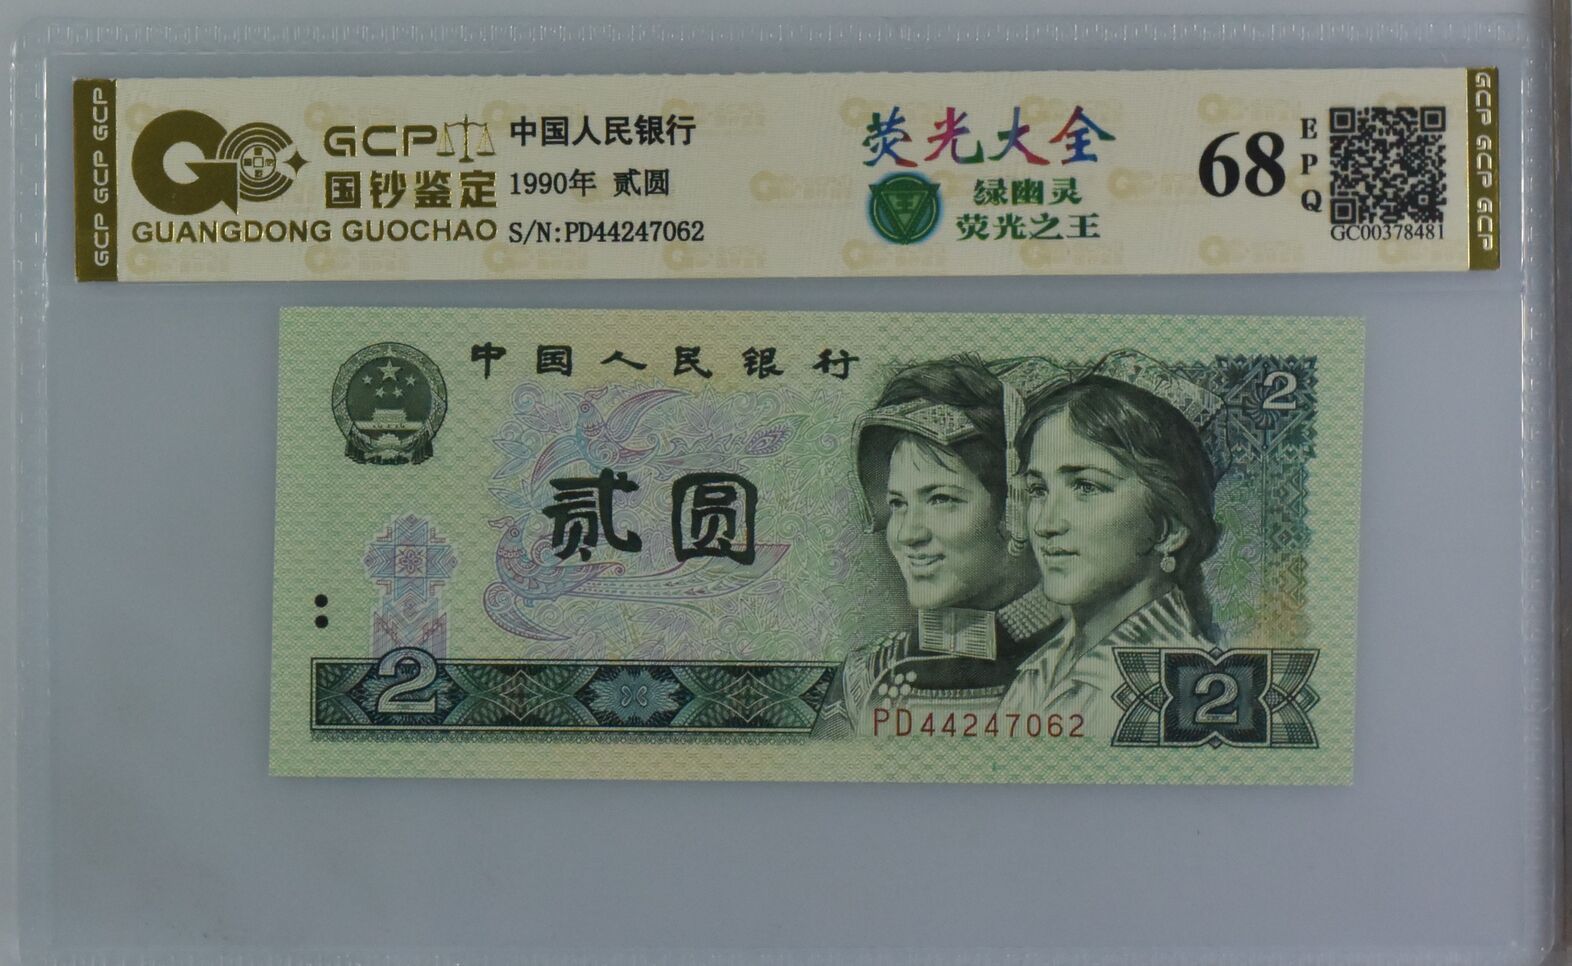 GCP GCP GCP
GCP
国钞鉴定
GUANGDONG GUOCHAO
中国人民银行
1990年 贰圆
S/N:PD44247062
荧光大全
绿幽灵
荧光之王
王
68
EPQ
GC00378481
GCP GCP GCP
中国人民银行
2
贰圆
2
PD44247062
2